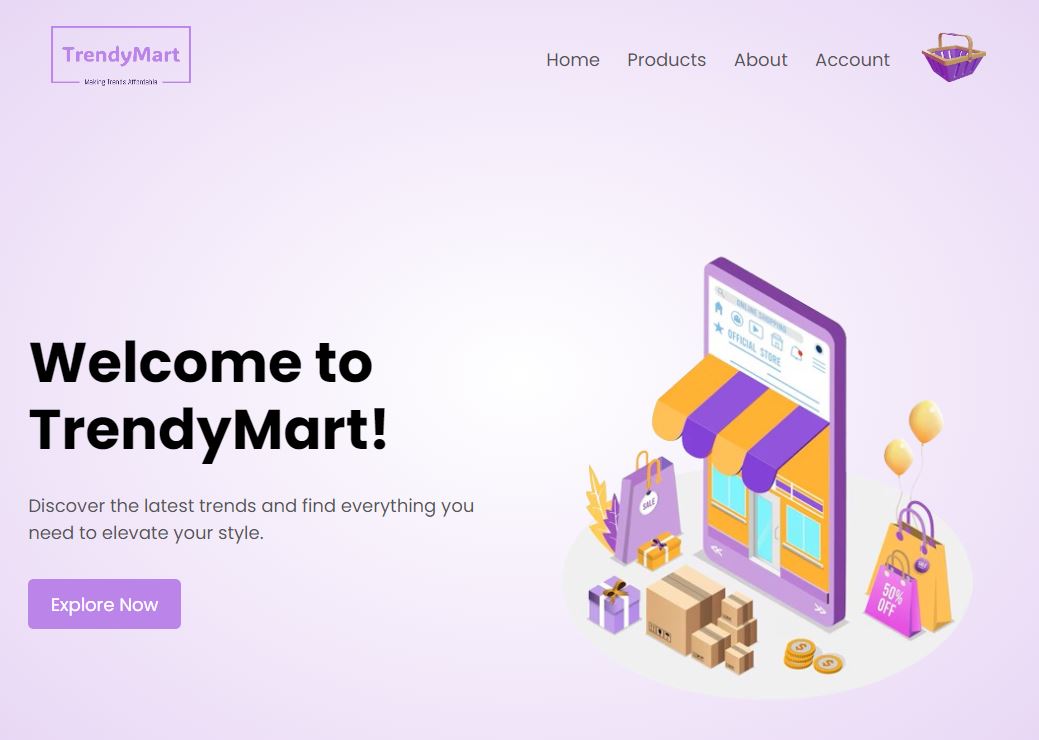 TrendyMart
Making Trends Affordable
Home Products About Account
ONLINE SHOPPING
OFFICIAL STORE
Welcome to
TrendyMart!
SALE
Discover the latest trends and find everything you
need to elevate your style.
50%
OFF
Explore Now